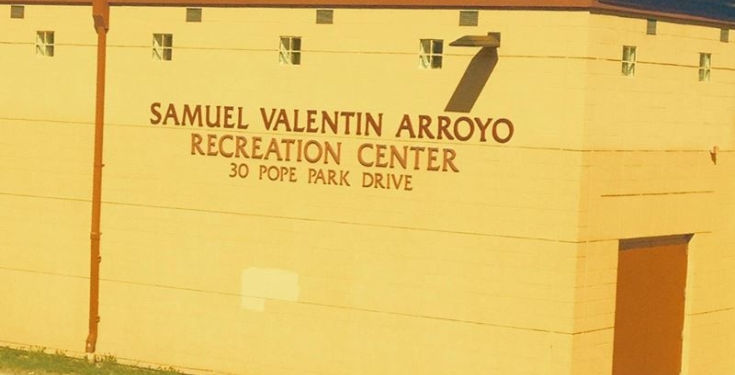 SAMUEL VALENTIN ARROYO
RECREATION CENTER
30 POPE PARK DRIVE